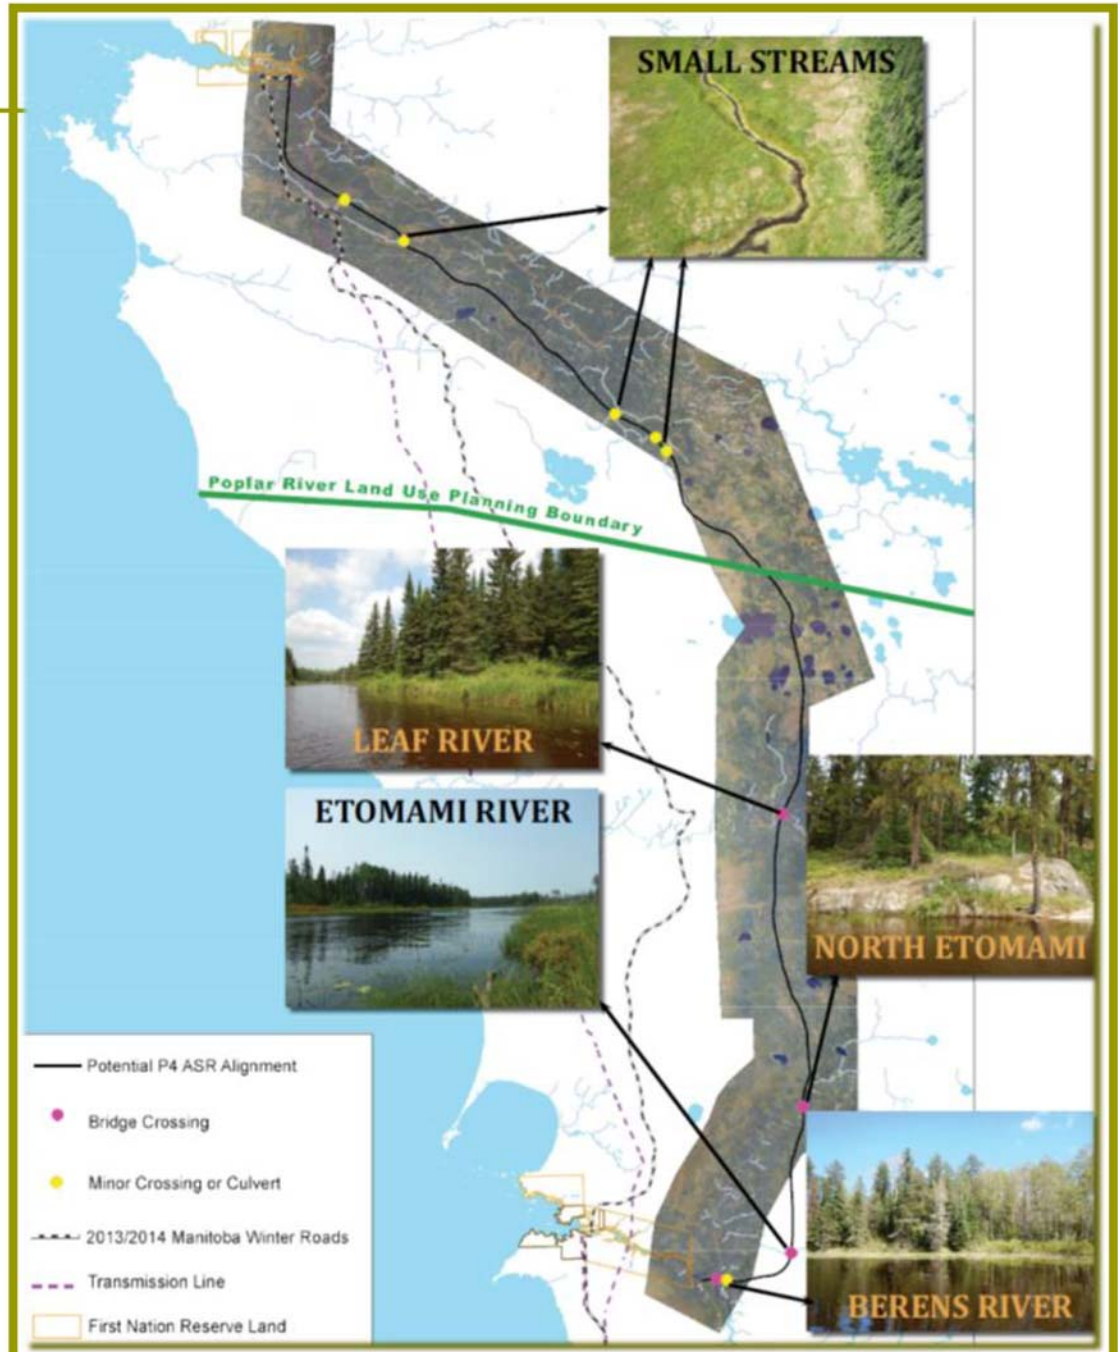 SMALL STREAMS
Poplar River Land Use Planning Boundary
LEAF RIVER
ETOMAMI RIVER
NORTH ETOMAMI
BERENS RIVER
Potential P4 ASR Alignment
Bridge Crossing
Minor Crossing or Culvert
2013/2014 Manitoba Winter Roads
Transmission Line
First Nation Reserve Land